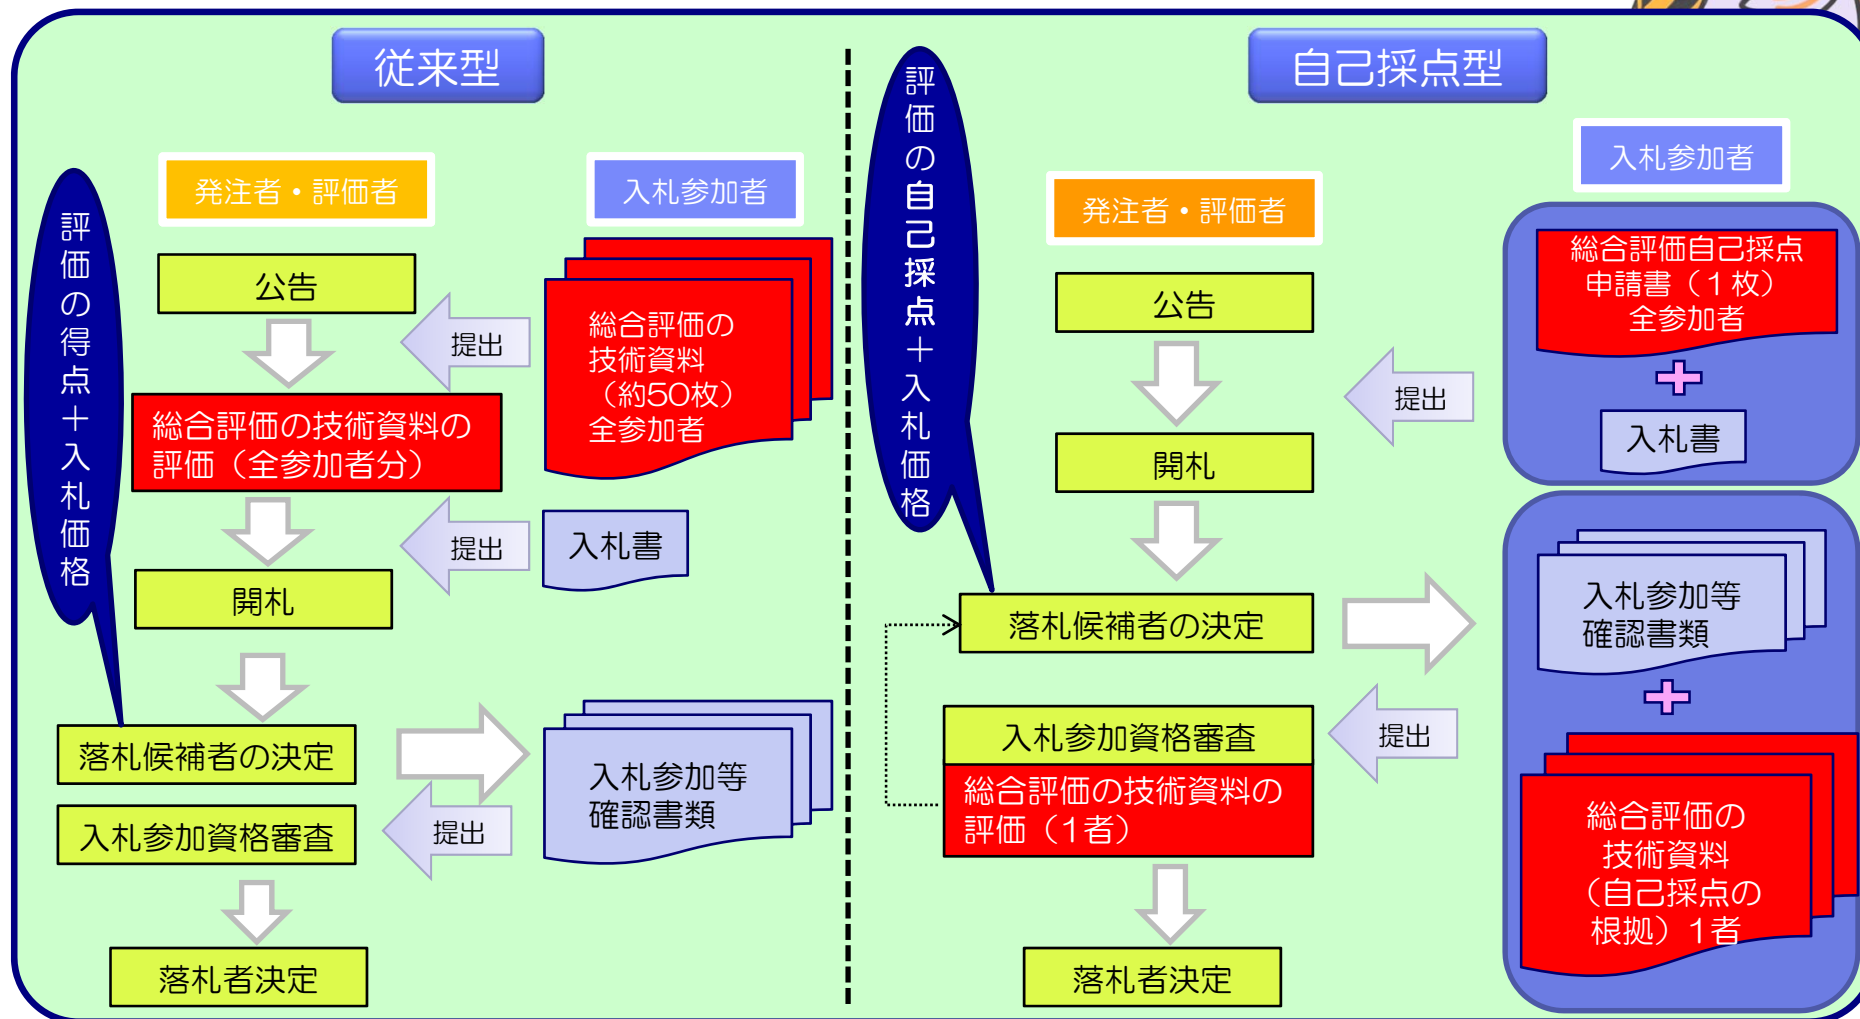 従来型
発注者・評価者
入札参加者
評価の得点＋入札価格
公告
提出
総合評価の
技術資料
（約50枚）
全参加者
総合評価の技術資料の
評価（全参加者分）
提出
入札書
開札
落札候補者の決定
入札参加等
確認書類
提出
入札参加資格審査
落札者決定
自己採点型
評価の自己採点＋入札価格
発注者・評価者
入札参加者
公告
総合評価自己採点
申請書（１枚）
全参加者
提出
入札書
開札
落札候補者の決定
入札参加等
確認書類
提出
入札参加資格審査
総合評価の技術資料の
評価（1者）
総合評価の
技術資料
（自己採点の
根拠）1者
落札者決定